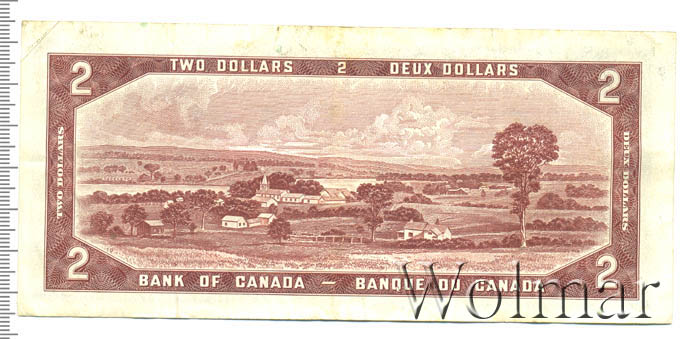 TWO DOLLARS 2 DEUX DOLLARS
2 2
TWO DOLLARS
DEUX DOLLARS
2 2
BANK OF CANADA — BANQUE DU CANADA
Wolmar